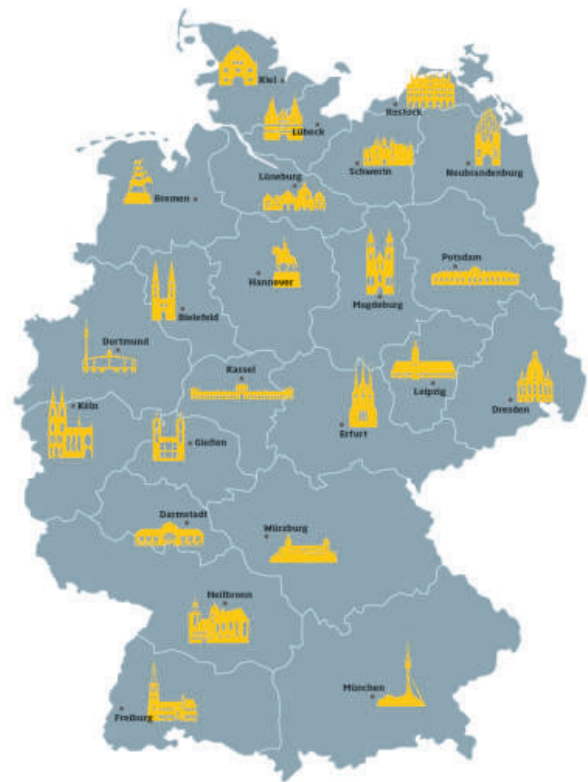 Kiel
Rostock
Lübeck
Schwerin
Neubrandenburg
Lüneburg
Bremen
Potsdam
Hannover
Magdeburg
Bielefeld
Dortmund
Kassel
Leipzig
Dresden
Köln
Erfurt
Gießen
Darmstadt
Würzburg
Heilbronn
München
Freiburg